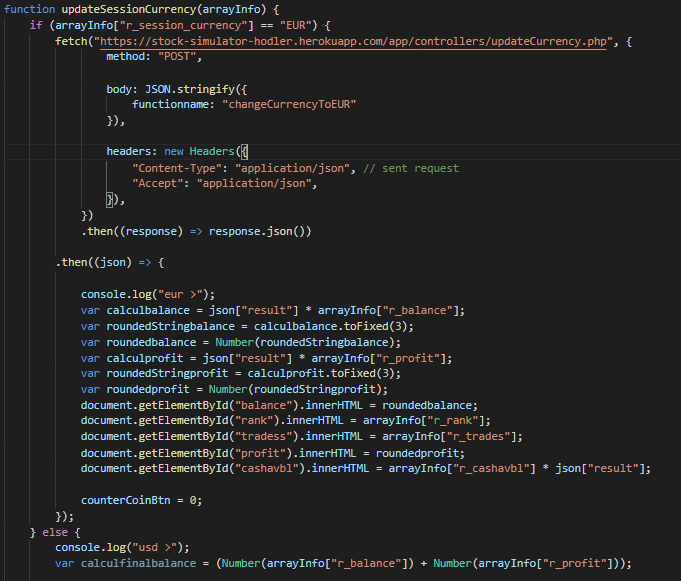 function updateSessionCurrency(arrayInfo) {
if (arrayInfo["r_session_currency"] == "EUR") {
fetch("https://stock-simulator-hodler.herokuapp.com/app/controllers/updateCurrency.php", {
method: "POST",
body: JSON.stringify({
functionname: "changeCurrencyToEUR"
}),
headers: new Headers({
"Content-Type": "application/json", // sent request
"Accept": "application/json",
}),
})
.then((response) => response.json())
.then((json) => {
console.log("eur >");
var calculbalance = json["result"] * arrayInfo["r_balance"];
var roundedStringbalance = calculbalance.toFixed(3);
var roundedbalance = Number(roundedStringbalance);
var calculprofit = json["result"] * arrayInfo["r_profit"];
var roundedStringprofit = calculprofit.toFixed(3);
var roundedprofit = Number(roundedStringprofit);
document.getElementById("balance").innerHTML = roundedbalance;
document.getElementById("rank").innerHTML = arrayInfo["r_rank"];
document.getElementById("tradess").innerHTML = arrayInfo["r_trades"];
document.getElementById("profit").innerHTML = roundedprofit;
document.getElementById("cashavbl").innerHTML = arrayInfo["r_cashavbl"] * json["result"];
counterCoinBtn = 0;
});
} else {
console.log("usd >");
var calculfinalbalance = (Number(arrayInfo["r_balance"]) + Number(arrayInfo["r_profit"]));